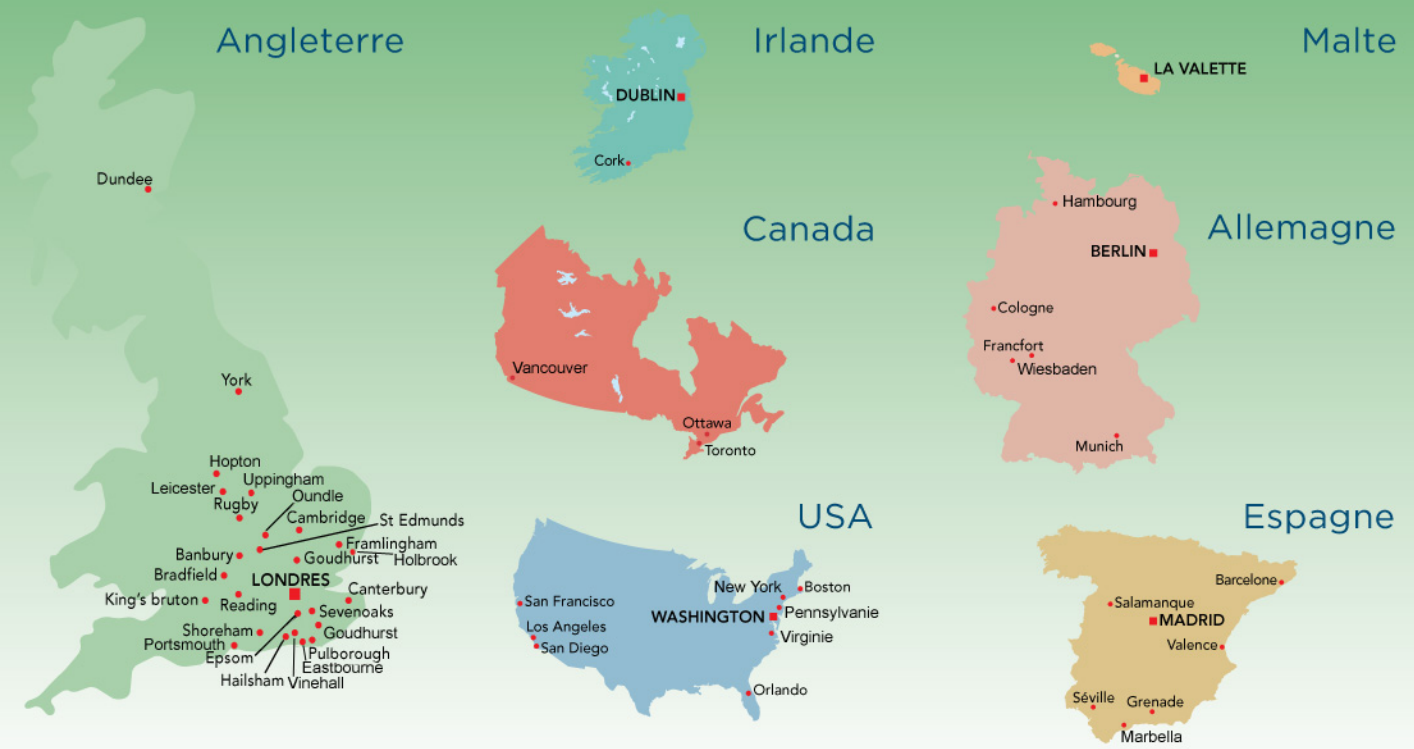 Angleterre
Dundee
York
Hopton
Leicester
Uppingham
Rugby
Oundle
Cambridge
St Edmunds
Banbury
Framlingham
Goudhurst
Holbrook
Bradfield
LONDRES
Canterbury
King's bruton
Reading
Sevenoaks
Shoreham
Goudhurst
Portsmouth
Epsom
Pulborough
Eastbourne
Hailsham
Vinehall
Irlande
DUBLIN
Cork
Malte
LA VALETTE
Canada
Vancouver
Ottawa
Toronto
Allemagne
Hambourg
BERLIN
Cologne
Francfort
Wiesbaden
Munich
USA
New York
Boston
San Francisco
WASHINGTON
Pennsylvanie
Los Angeles
Virginie
San Diego
Orlando
Espagne
Barcelone
Salamanque
MADRID
Valence
Séville
Grenade
Marbella